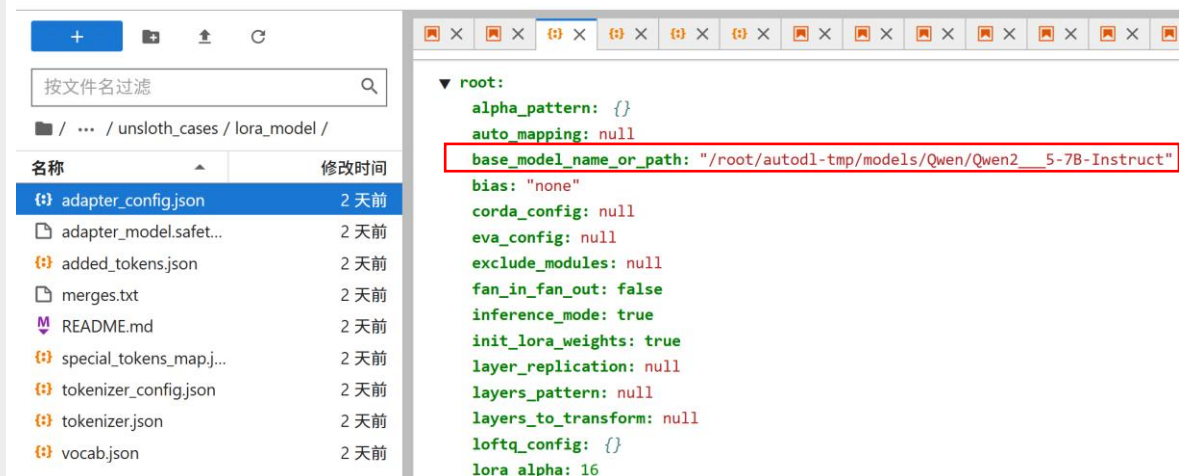 按文件名过滤
/ ··· / unsloth_cases / lora_model /
名称 修改时间
adapter_config.json 2 天前
adapter_model.safet... 2 天前
added_tokens.json 2 天前
merges.txt 2 天前
README.md 2 天前
special_tokens_map.j... 2 天前
tokenizer_config.json 2 天前
tokenizer.json 2 天前
vocab.json 2 天前
root:
alpha_pattern: {}
auto_mapping: null
base_model_name_or_path: "/root/autodl-tmp/models/Qwen/Qwen2___5-7B-Instruct"
bias: "none"
corda_config: null
eva_config: null
exclude_modules: null
fan_in_fan_out: false
inference_mode: true
init_lora_weights: true
layer_replication: null
layers_pattern: null
layers_to_transform: null
loftq_config: {}
lora_alpha: 16